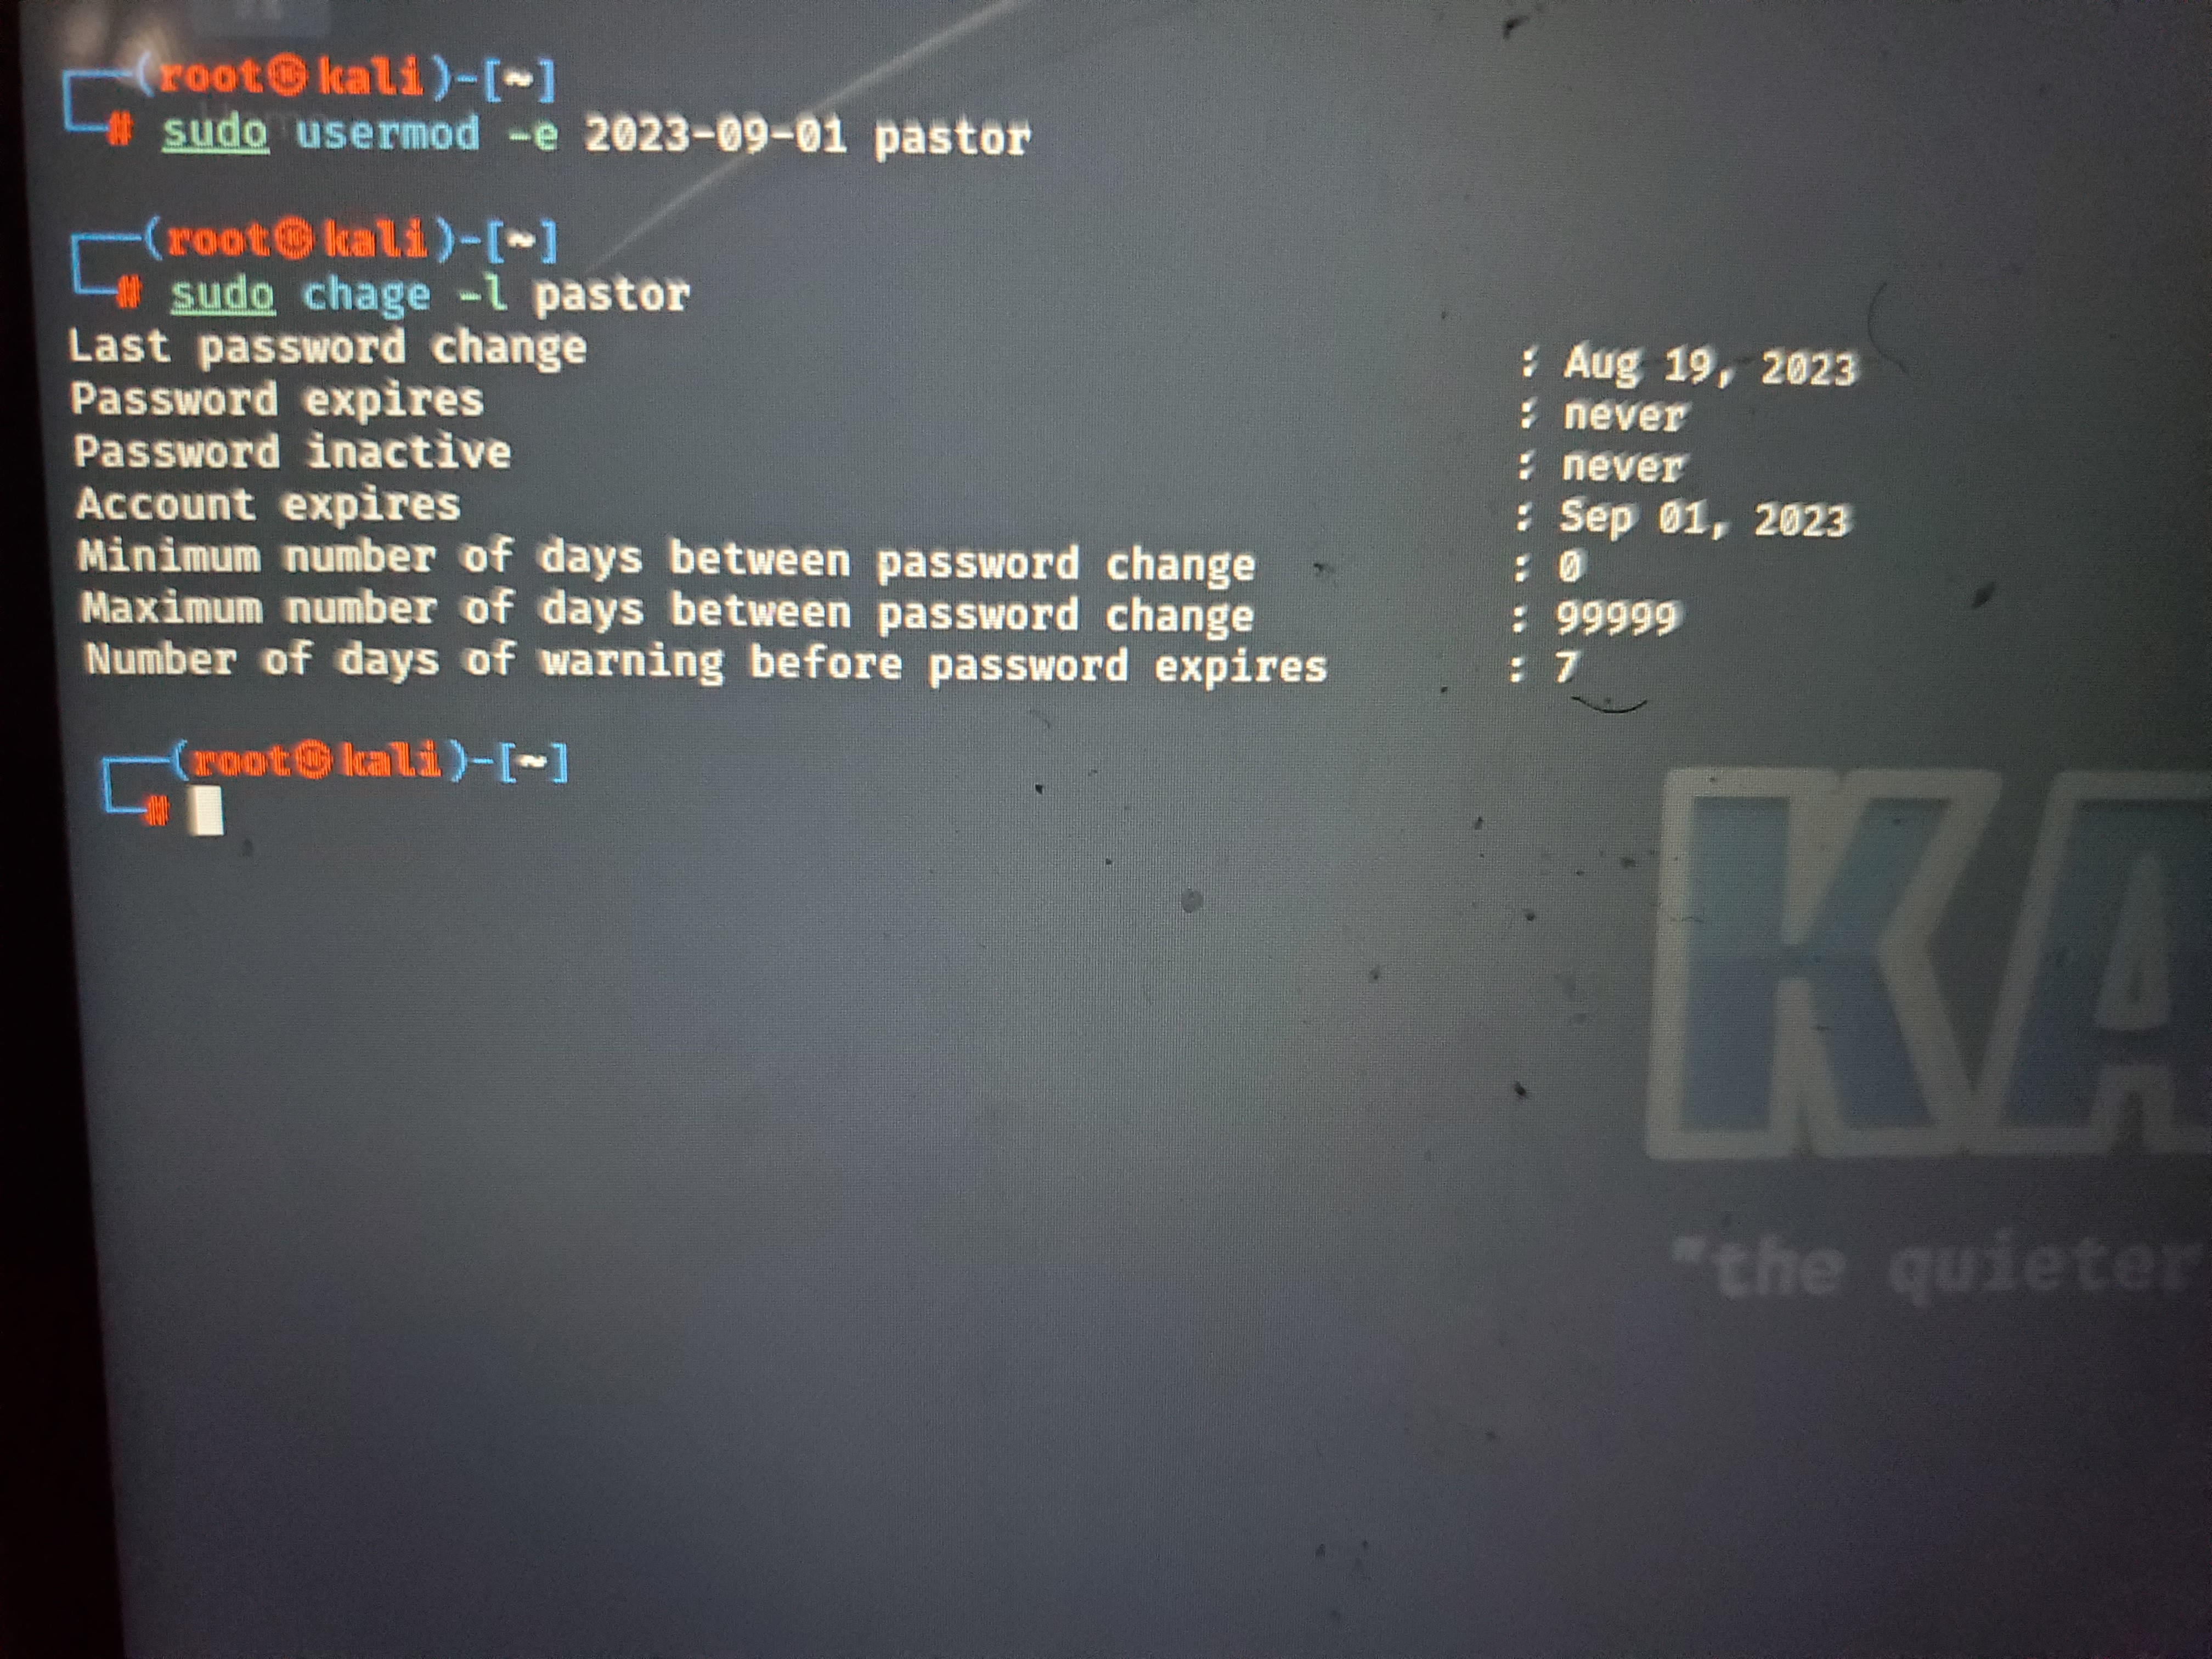 (root㉿kali)-[~]
# sudo usermod -e 2023-09-01 pastor
(root㉿kali)-[~]
# sudo chage -l pastor
Last password change : Aug 19, 2023
Password expires : never
Password inactive : never
Account expires : Sep 01, 2023
Minimum number of days between password change : 0
Maximum number of days between password change : 99999
Number of days of warning before password expires : 7
(root㉿kali)-[~]
#
KA
"the quieter